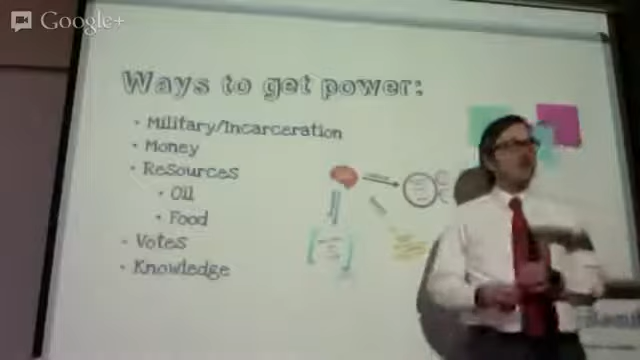 Google+
Ways to get power:
• Military/Incarceration
• Money
• Resources
• Oil
• Food
• Votes
• Knowledge